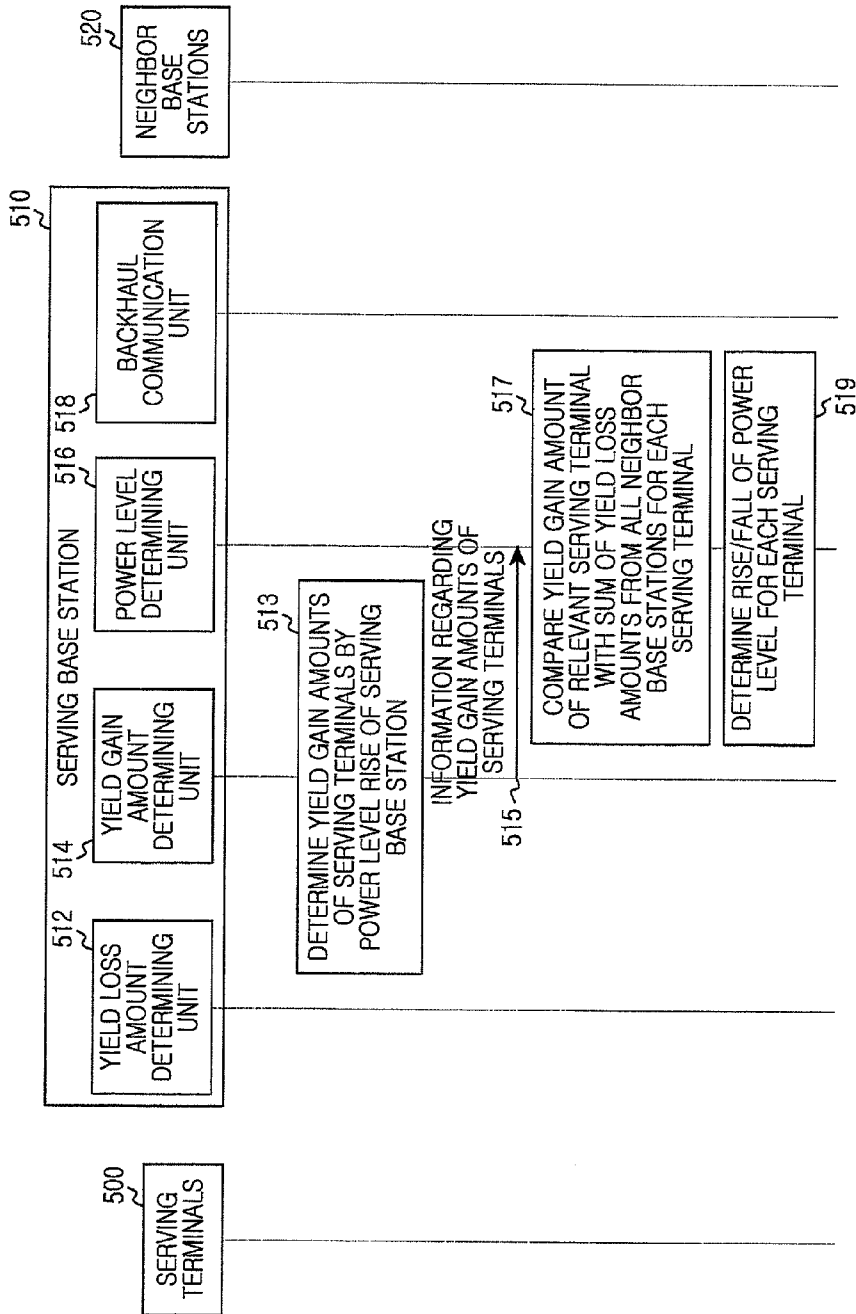 500
SERVING
TERMINALS
510
SERVING BASE STATION
512
YIELD LOSS
AMOUNT
DETERMINING
UNIT
514
YIELD GAIN
AMOUNT
DETERMINING
UNIT
516
POWER LEVEL
DETERMINING
UNIT
518
BACKHAUL
COMMUNICATION
UNIT
520
NEIGHBOR
BASE
STATIONS
513
DETERMINE YIELD GAIN AMOUNTS
OF SERVING TERMINALS BY
POWER LEVEL RISE OF SERVING
BASE STATION
INFORMATION REGARDING
YIELD GAIN AMOUNTS OF
SERVING TERMINALS
515
517
COMPARE YIELD GAIN AMOUNT
OF RELEVANT SERVING TERMINAL
WITH SUM OF YIELD LOSS
AMOUNTS FROM ALL NEIGHBOR
BASE STATIONS FOR EACH
SERVING TERMINAL
DETERMINE RISE/FALL OF POWER
LEVEL FOR EACH SERVING
TERMINAL
519